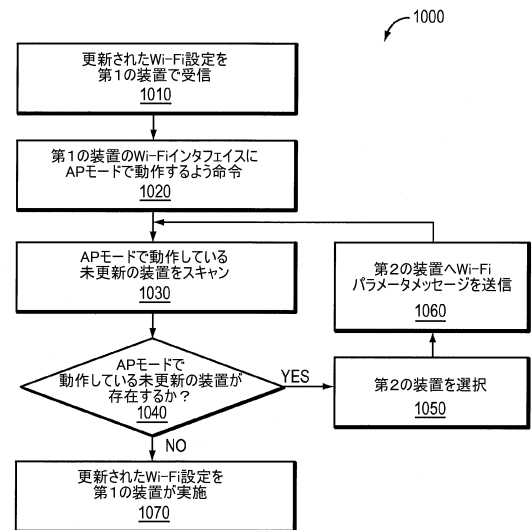 1000
更新されたWi-Fi設定を
第1の装置で受信
1010
第1の装置のWi-Fiインタフェイスに
APモードで動作するよう命令
1020
APモードで動作している
未更新の装置をスキャン
1030
APモードで
動作している未更新の装置が
存在するか?
1040
YES
第2の装置を選択
1050
第2の装置へWi-Fi
パラメータメッセージを送信
1060
NO
更新されたWi-Fi設定を
第1の装置が実施
1070